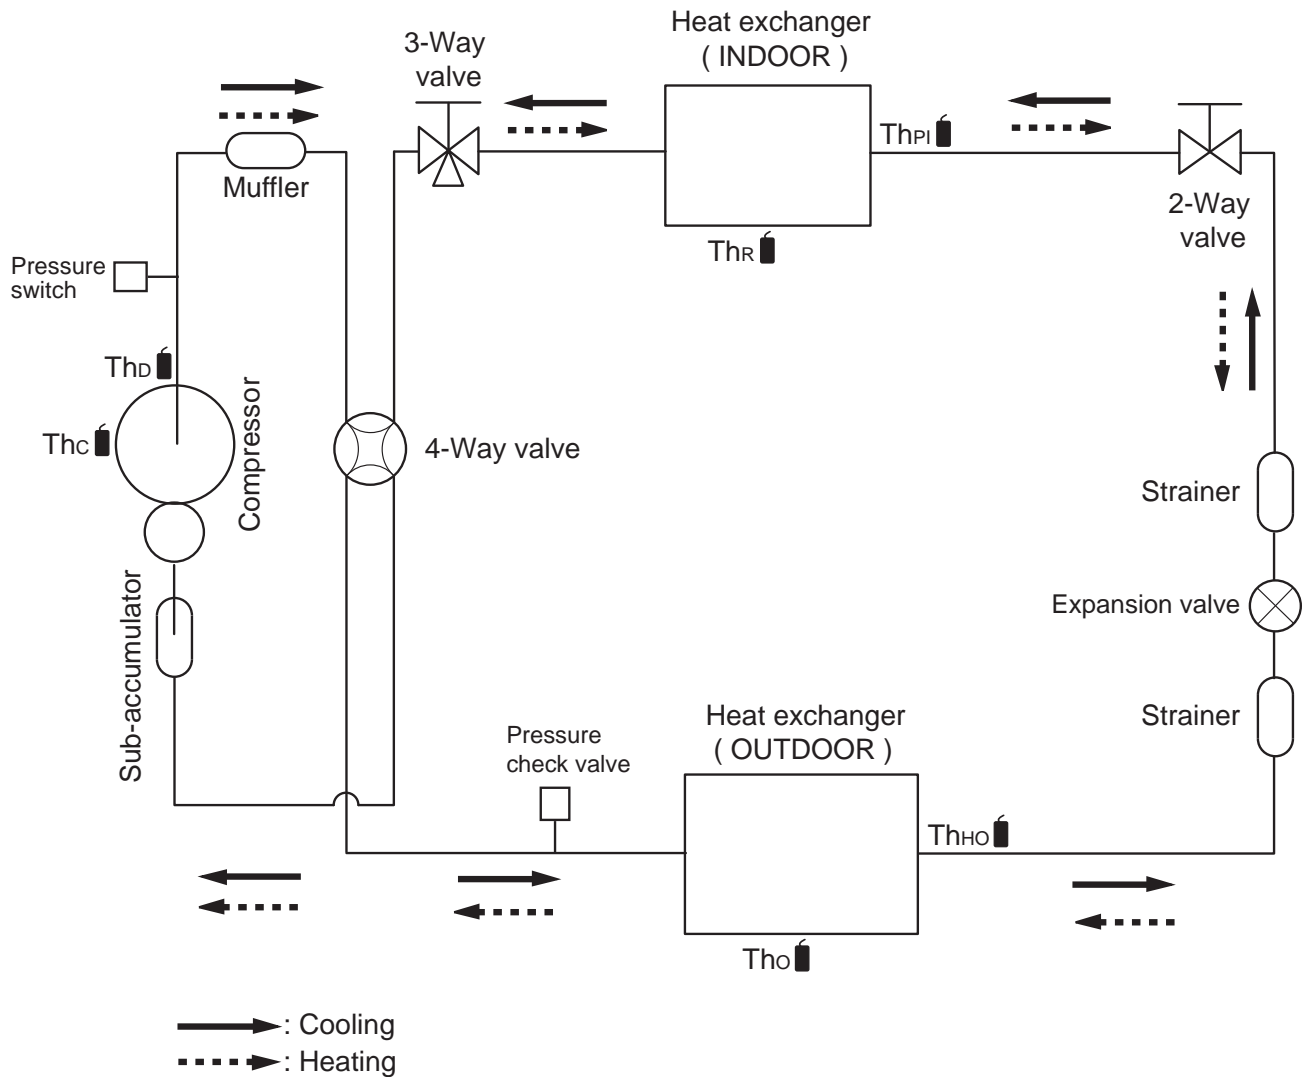 Heat exchanger
( INDOOR )
3-Way
valve
ThPI
Muffler
2-Way
valve
ThR
Pressure
switch
ThD
Compressor
ThC
4-Way valve
Strainer
Expansion valve
Sub-accumulator
Strainer
Heat exchanger
( OUTDOOR )
Pressure
check valve
ThHO
ThO
: Cooling
: Heating